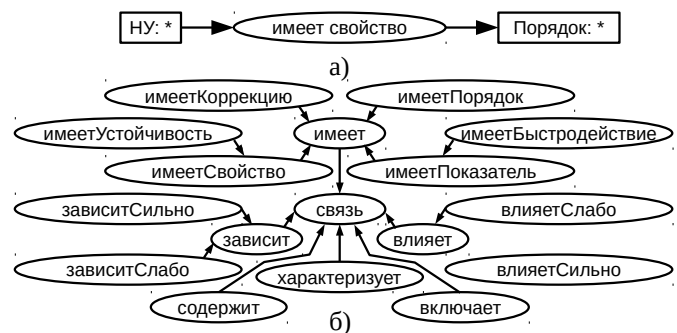 НУ: * имеет свойство Порядок: *
а)
имеетКоррекцию имеетПорядок
имеетУстойчивость имеет имеетБыстродействие
имеетСвойство имеетПоказатель
зависитСильно связь влияетСлабо
зависит влияет
зависитСлабо характеризует влияетСильно
содержит б) включает